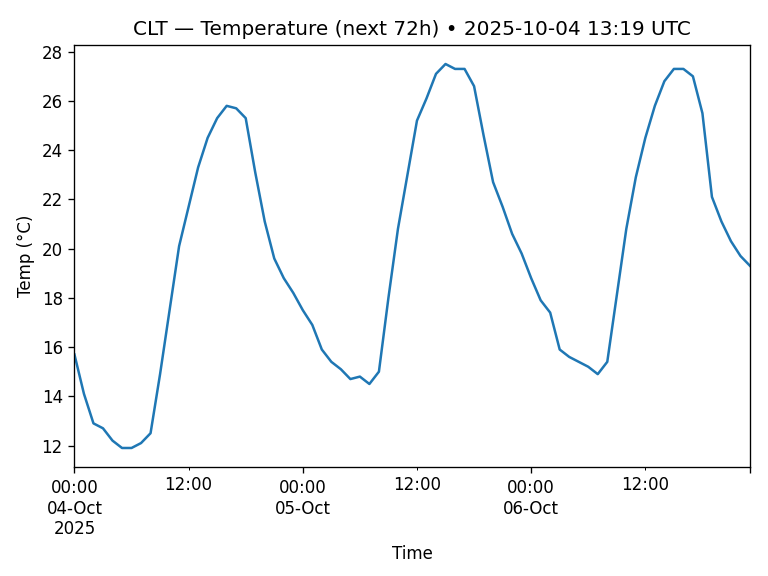 CLT — Temperature (next 72h) • 2025-10-04 13:19 UTC
28
26
24
22
20
18
16
14
12
Temp (°C)
00:00 12:00 00:00 12:00 00:00 12:00
04-Oct 05-Oct 06-Oct
2025
Time